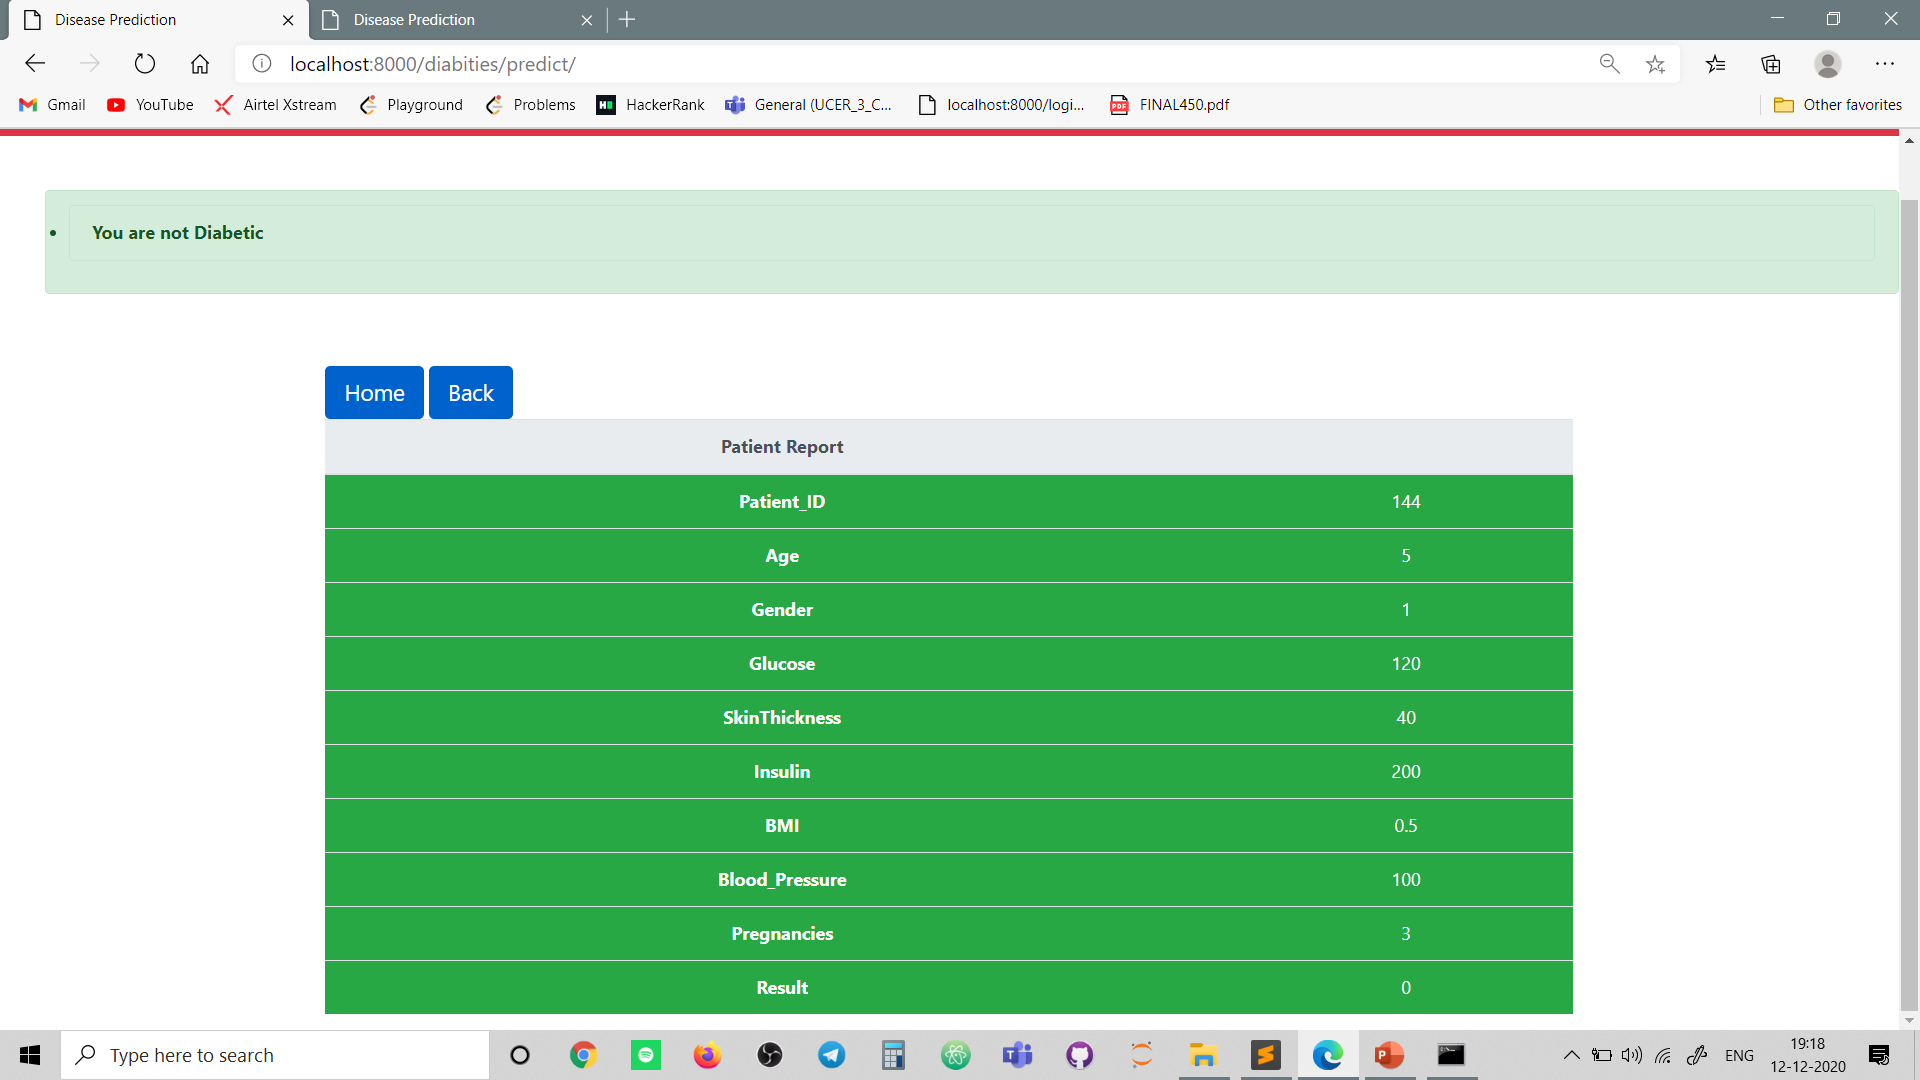 Disease Prediction
Disease Prediction
localhost:8000/diabities/predict/
Gmail YouTube Airtel Xstream Playground Problems HackerRank General (UCER_3_C... localhost:8000/logi... FINAL450.pdf Other favorites
You are not Diabetic
Home Back
Patient Report
Patient_ID 144
Age 5
Gender 1
Glucose 120
SkinThickness 40
Insulin 200
BMI 0.5
Blood_Pressure 100
Pregnancies 3
Result 0
Type here to search
ENG
19:18
12-12-2020